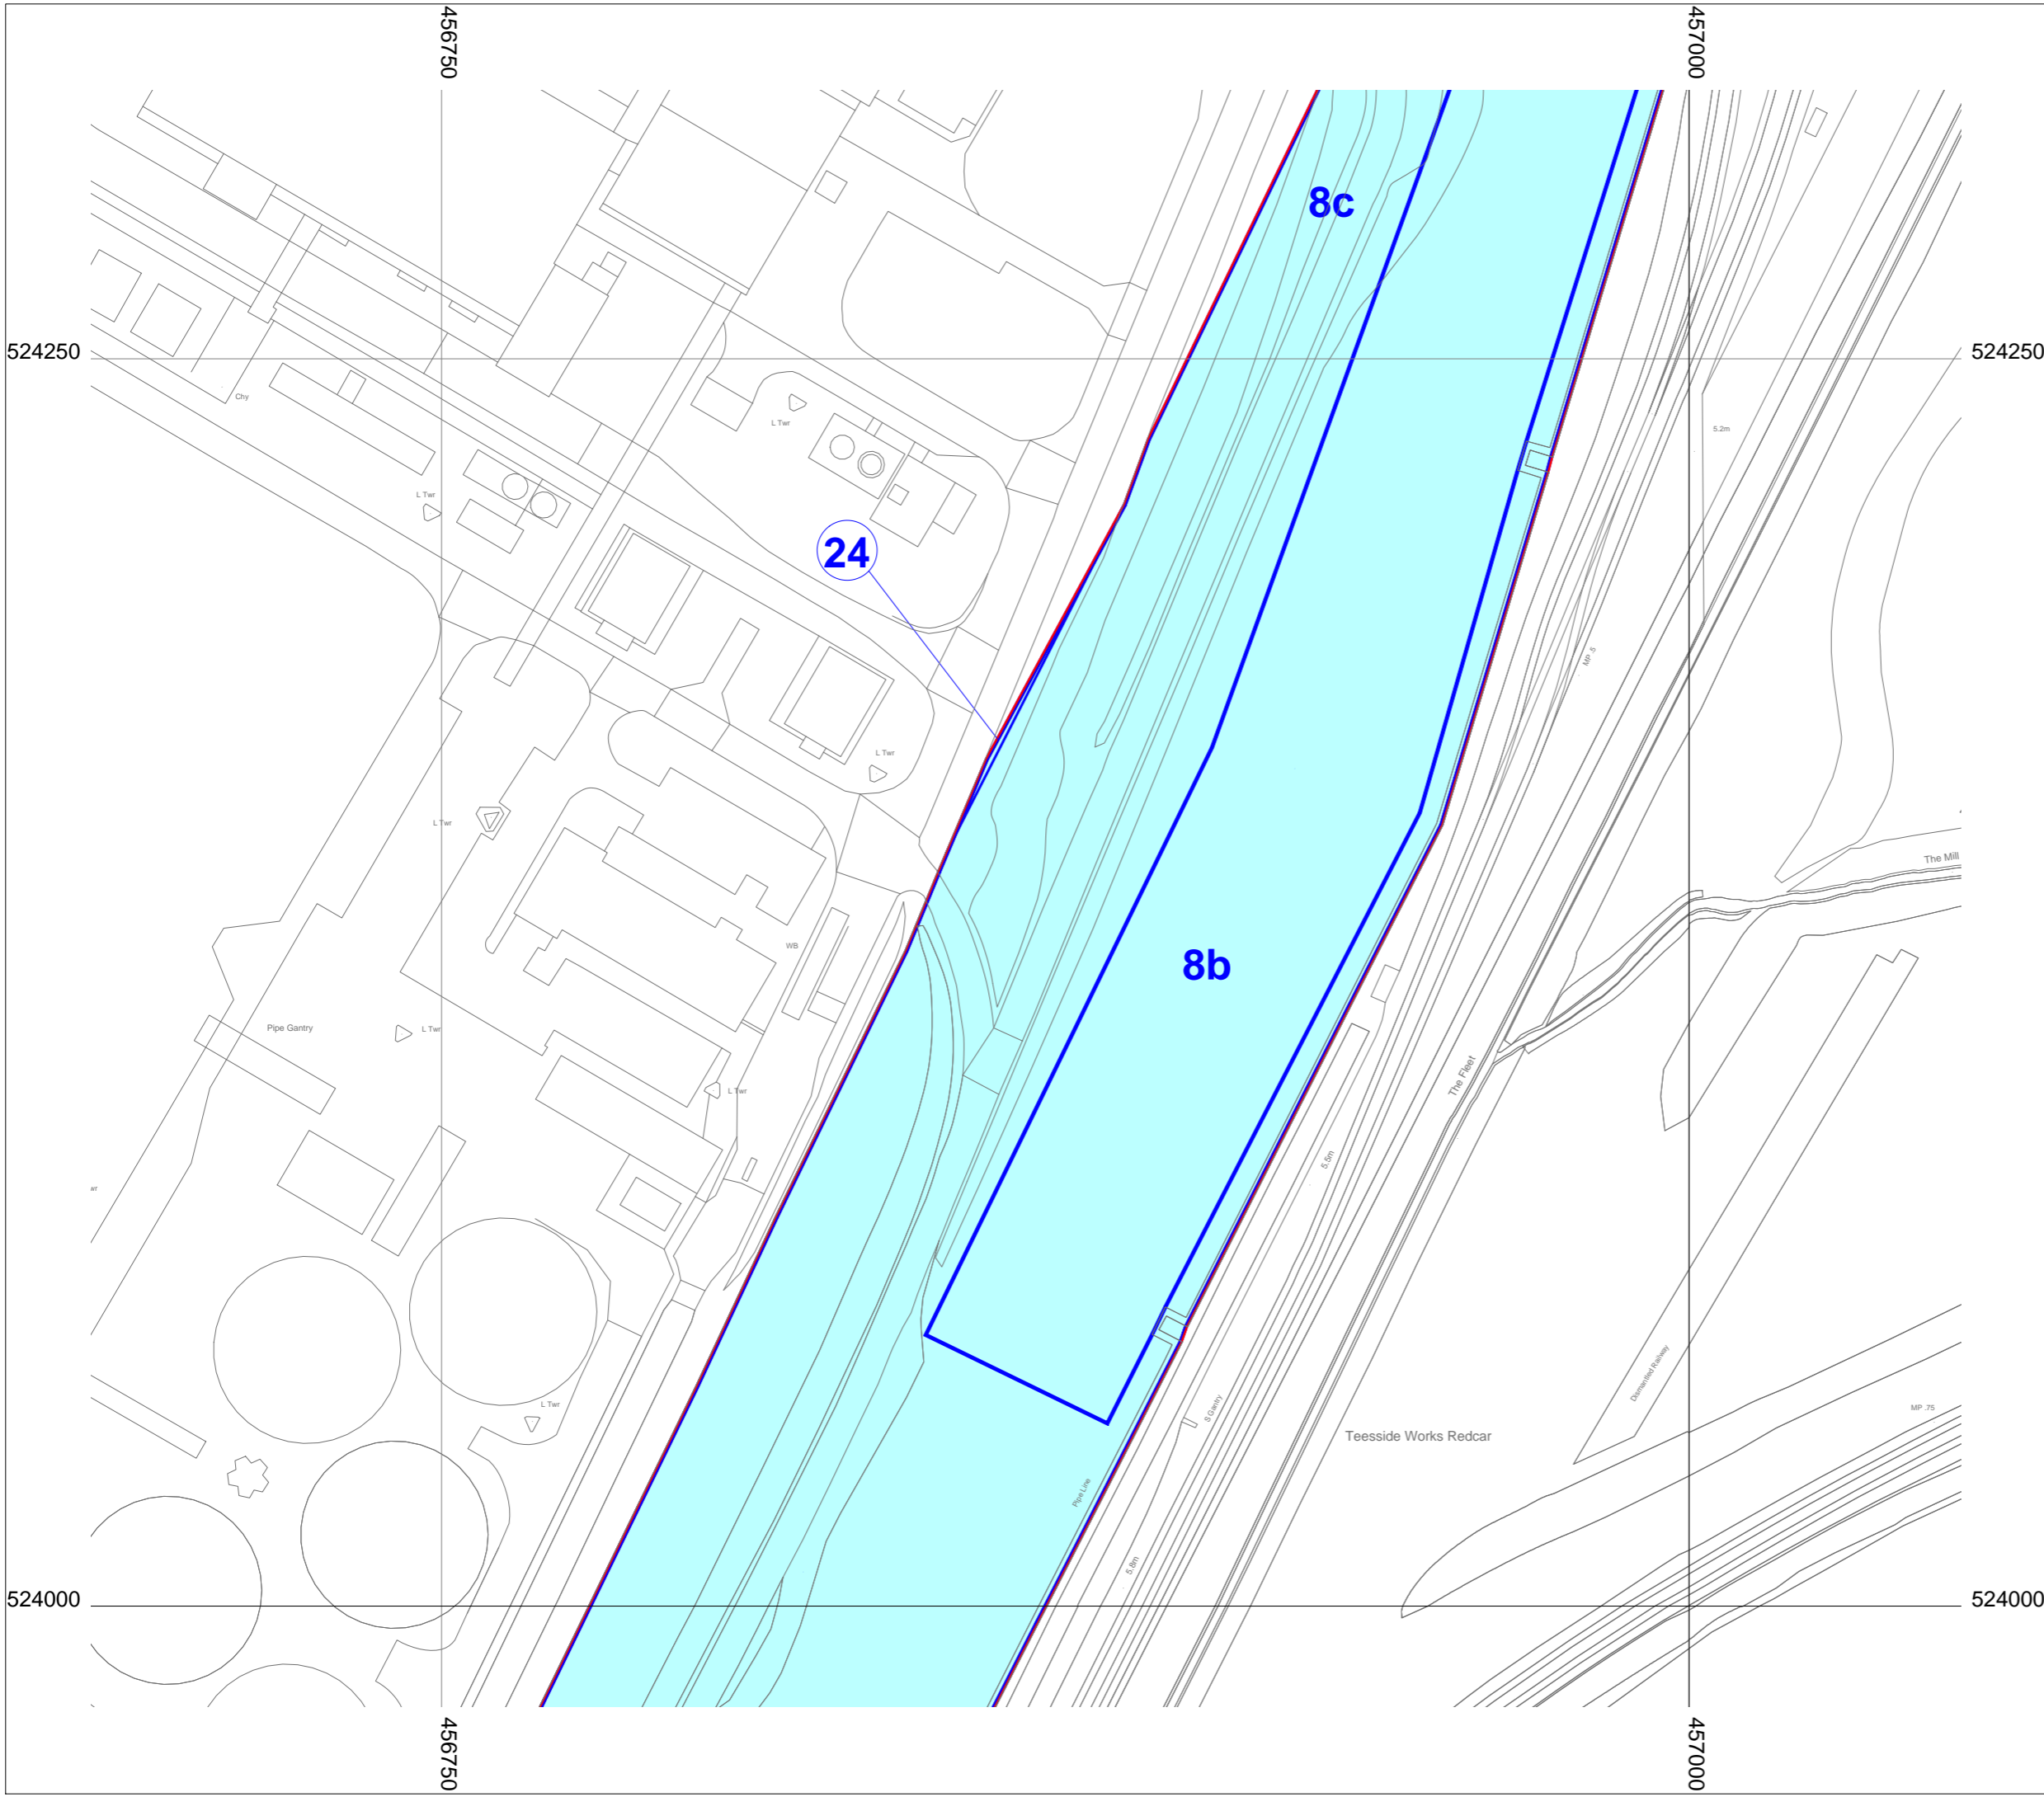 456750
457000
8c
524250
524250
Chy
L Twr
5.2m
L Twr
24
MP .5
L Twr
L Twr
The Mill
WB
8b
Pipe Gantry
L Twr
The Fleet
L Twr
5.5m
wr
Dismantled Railway
L Twr
S Gantry
MP .75
Teesside Works Redcar
Pipe Line
5.8m
524000
524000
456750
457000